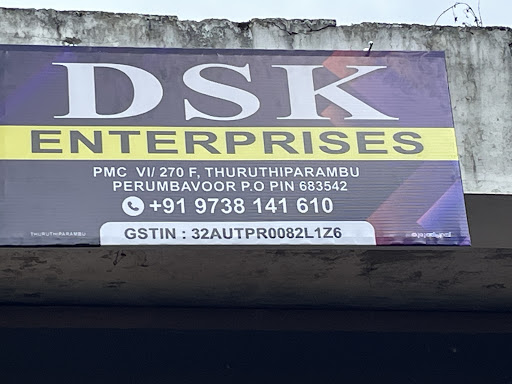 DSK
ENTERPRISES
PMC VI/ 270 F, THURUTHIPARAMBU
PERUMBAVOOR P.O PIN 683542
+91 9738 141 610
GSTIN : 32AUTPR0082L1Z6
THURUTHIPARAMBU